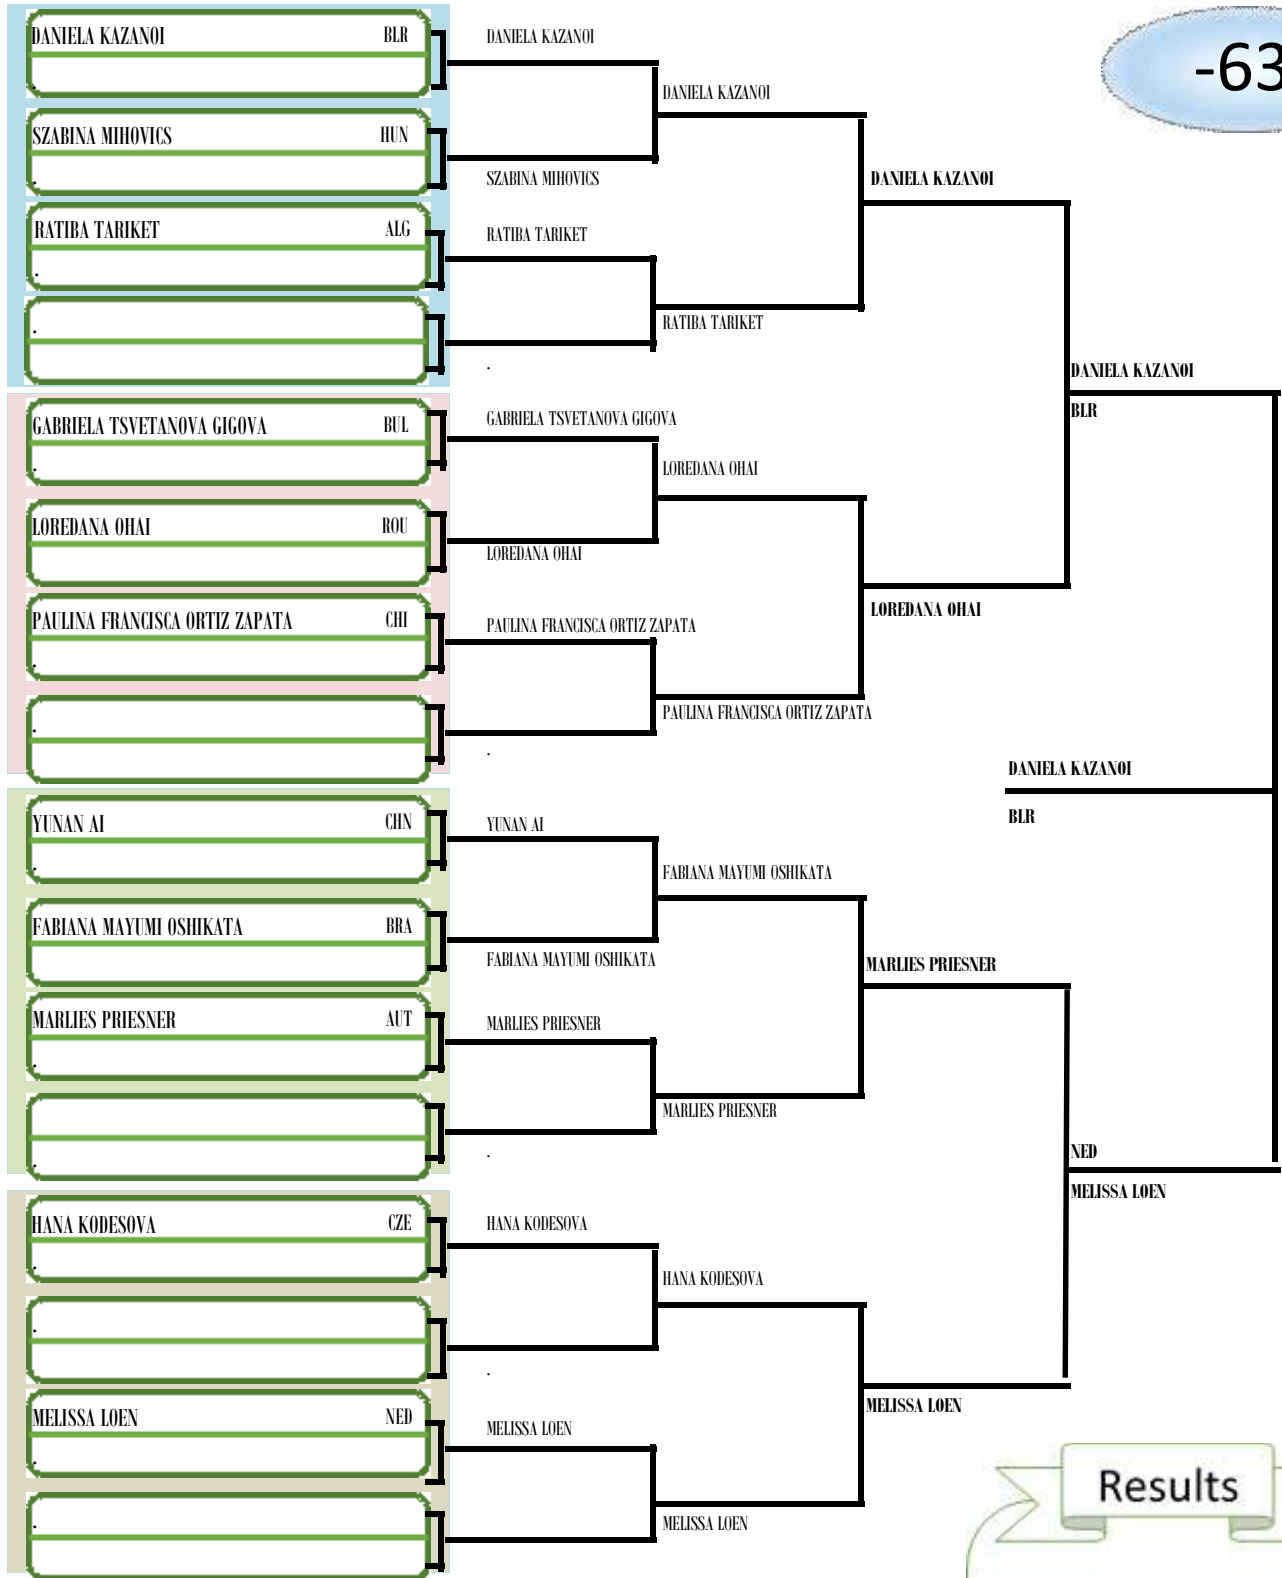 DANIELA KAZANOI BLR
.
SZABINA MIHOVICS HUN
.
RATIBA TARIKET ALG
.
.
GABRIELA TSVETANOVA GIGOVA BUL
.
LOREDANA OHAI ROU
PAULINA FRANCISCA ORTIZ ZAPATA CHI
.
.
YUNAN AI CHN
.
FABIANA MAYUMI OSHIKATA BRA
MARLIES PRIESNER AUT
.
.
HANA KODESOVA CZE
.
.
MELISSA LOEN NED
.
.
DANIELA KAZANOI
SZABINA MIHOVICS
RATIBA TARIKET
.
GABRIELA TSVETANOVA GIGOVA
LOREDANA OHAI
PAULINA FRANCISCA ORTIZ ZAPATA
.
YUNAN AI
FABIANA MAYUMI OSHIKATA
MARLIES PRIESNER
.
HANA KODESOVA
.
MELISSA LOEN
DANIELA KAZANOI
RATIBA TARIKET
LOREDANA OHAI
PAULINA FRANCISCA ORTIZ ZAPATA
FABIANA MAYUMI OSHIKATA
MARLIES PRIESNER
HANA KODESOVA
MELISSA LOEN
DANIELA KAZANOI
LOREDANA OHAI
MARLIES PRIESNER
MELISSA LOEN
-63
DANIELA KAZANOI
BLR
DANIELA KAZANOI
BLR
NED
MELISSA LOEN
Results